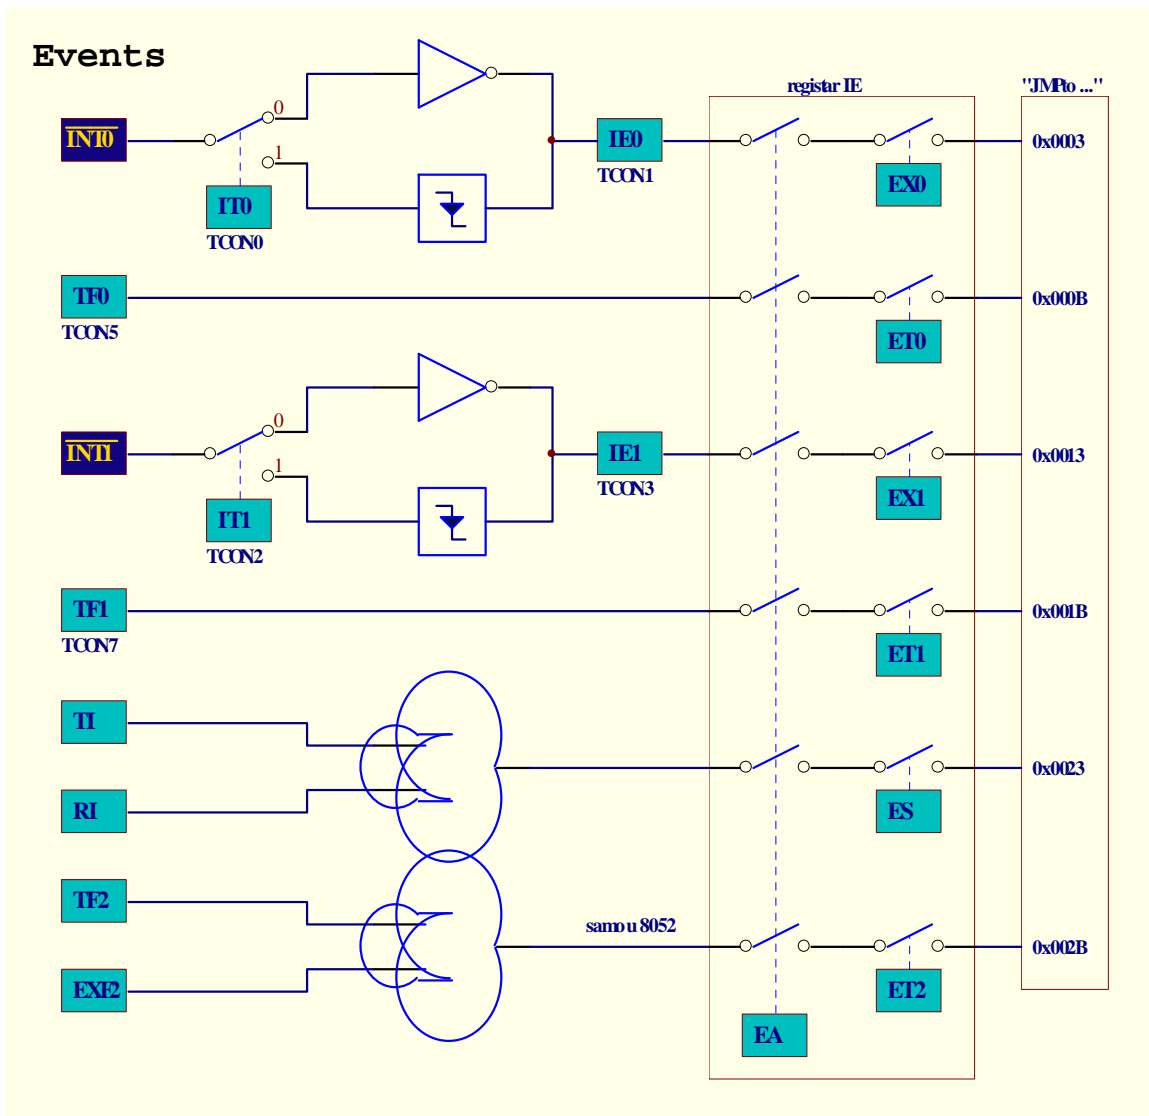 Events
registar IE
"JMP to ..."
0
INT0
IE0
0x0003
1
TCON1
EX0
IT0
TCON0
TF0
0x000B
TCON5
ET0
0
INT1
IE1
0x0013
1
TCON3
EX1
IT1
TCON2
TF1
0x001B
TCON7
ET1
TI
0x0023
RI
ES
TF2
samo u 8052
0x002B
EXE2
ET2
EA